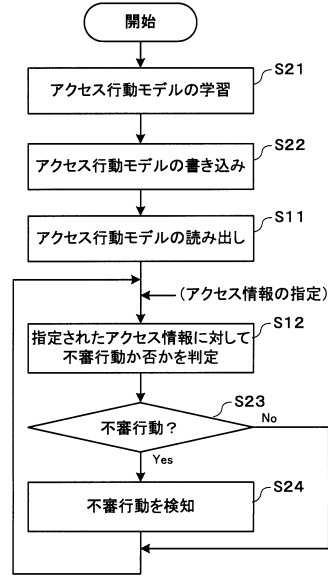 開始
S21
アクセス行動モデルの学習
S22
アクセス行動モデルの書き込み
S11
アクセス行動モデルの読み出し
(アクセス情報の指定)
S12
指定されたアクセス情報に対して
不審行動か否かを判定
S23
不審行動?
No
Yes
S24
不審行動を検知